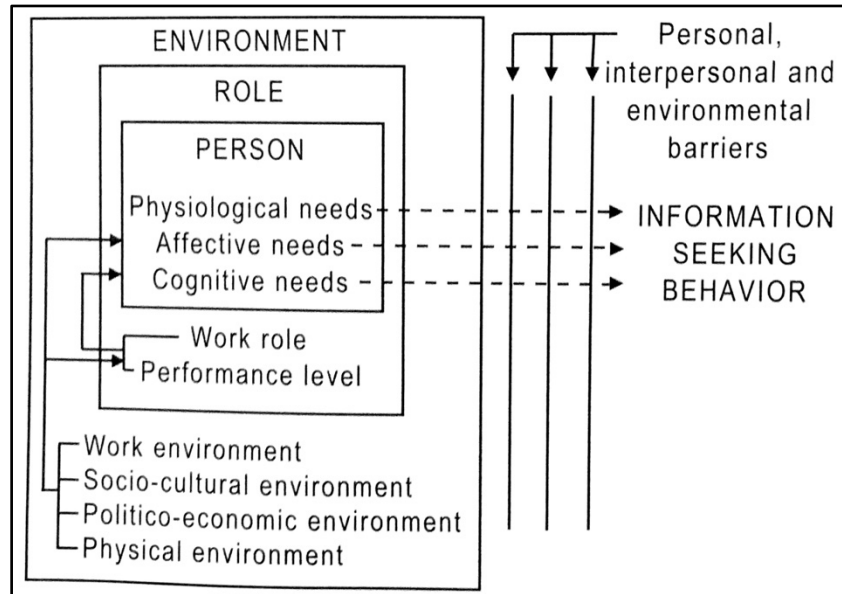 ENVIRONMENT
ROLE
PERSON
Physiological needs
Affective needs
Cognitive needs
Work role
Performance level
Work environment
Socio-cultural environment
Politico-economic environment
Physical environment
Personal,
interpersonal and
environmental
barriers
INFORMATION
SEEKING
BEHAVIOR